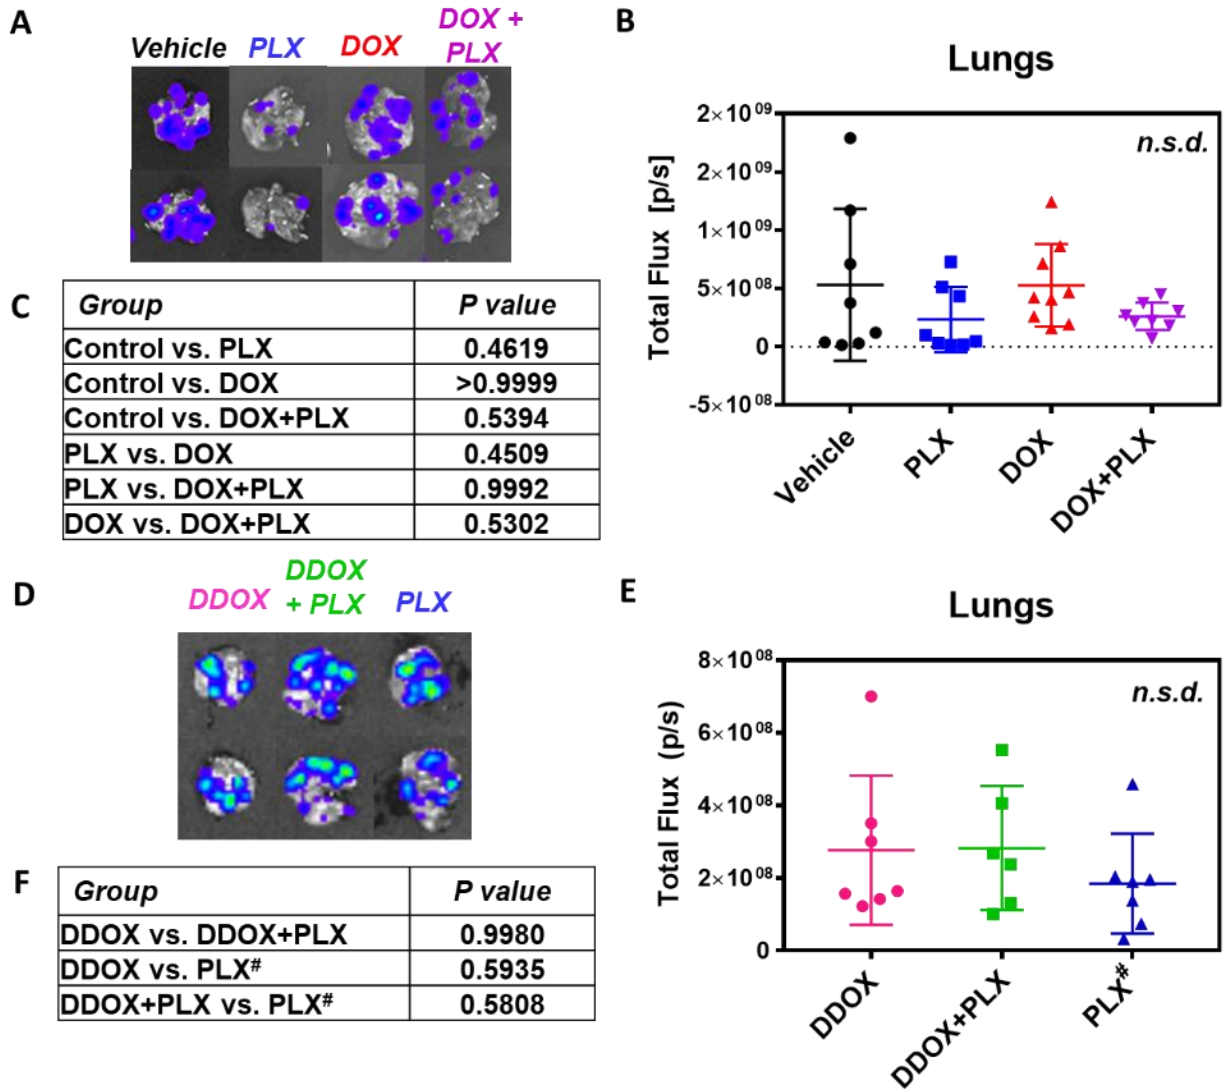 A
Vehicle PLX DOX DOX +
PLX
B
Lungs
n.s.d.
Total Flux [p/s]
2×10⁰⁹
2×10⁰⁹
1×10⁰⁹
5×10⁰⁸
0
-5×10⁰⁸
Vehicle
PLX
DOX
DOX+PLX
C
Group P value
Control vs. PLX 0.4619
Control vs. DOX >0.9999
Control vs. DOX+PLX 0.5394
PLX vs. DOX 0.4509
PLX vs. DOX+PLX 0.9992
DOX vs. DOX+PLX 0.5302
D
DDOX DDOX
+ PLX PLX
E
Lungs
n.s.d.
Total Flux (p/s)
8×10⁰⁸
6×10⁰⁸
4×10⁰⁸
2×10⁰⁸
0
DDOX
DDOX+PLX
PLX#
F
Group P value
DDOX vs. DDOX+PLX 0.9980
DDOX vs. PLX# 0.5935
DDOX+PLX vs. PLX# 0.5808